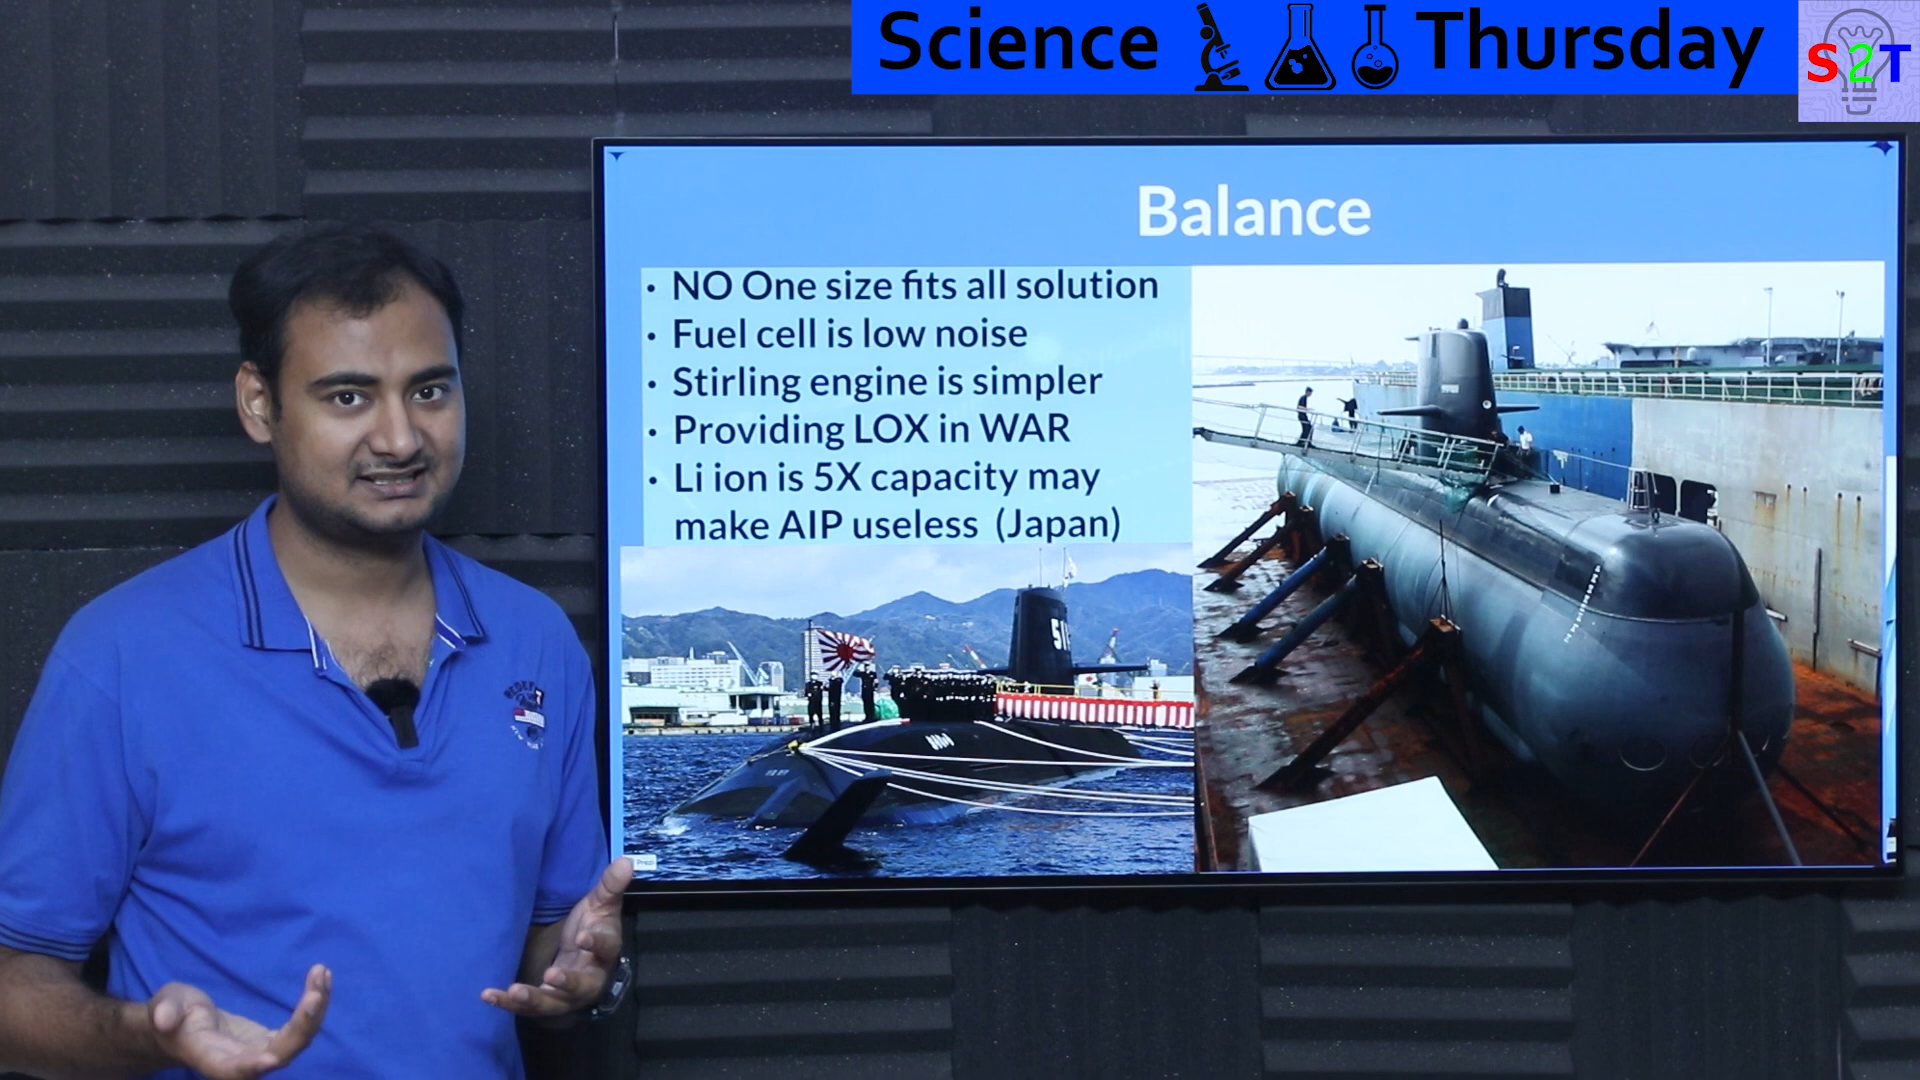 Science Thursday
S2T
Balance
• NO One size fits all solution
• Fuel cell is low noise
• Stirling engine is simpler
• Providing LOX in WAR
• Li ion is 5X capacity may
make AIP useless (Japan)